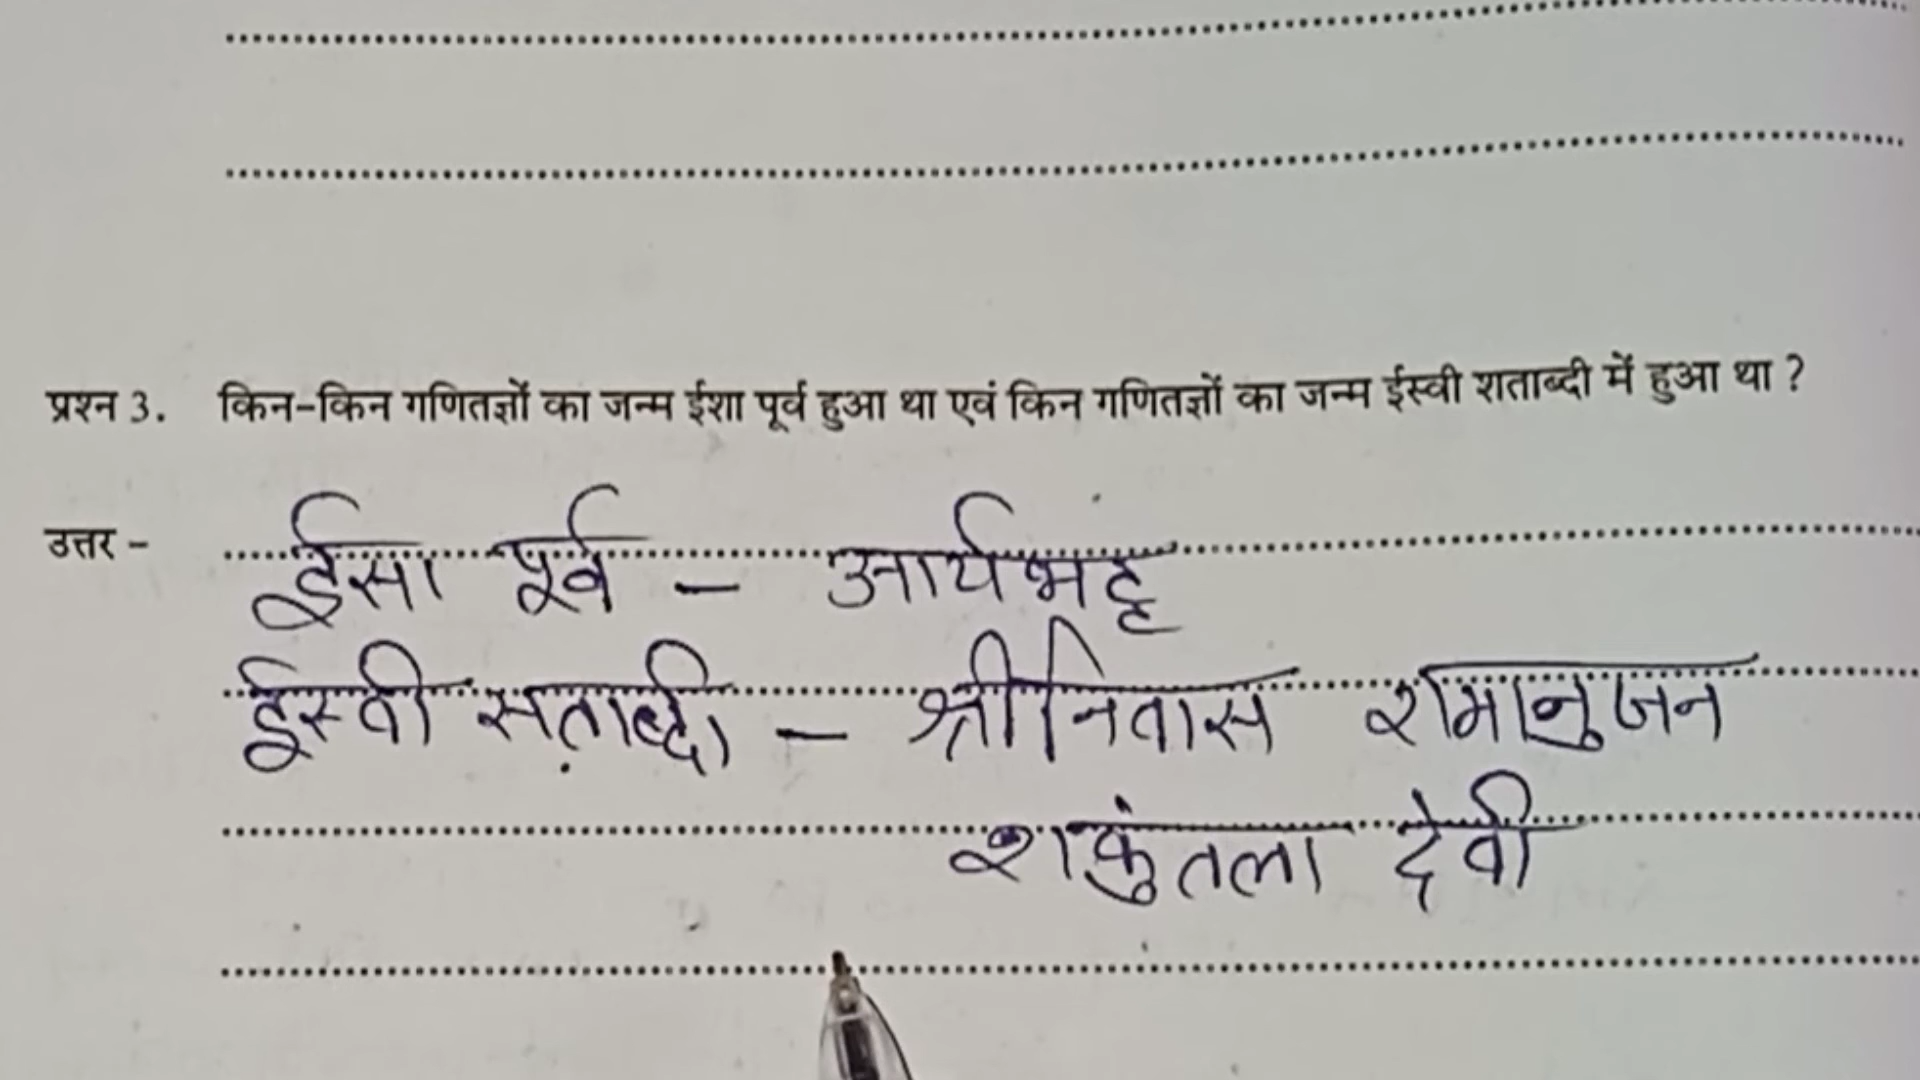 प्रश्न 3. किन-किन गणितज्ञों का जन्म ईशा पूर्व हुआ था एवं किन गणितज्ञों का जन्म ईस्वी शताब्दी में हुआ था ?
उत्तर - ईसा पूर्व - आर्यभट्ट
ईस्वी सताब्दी - श्रीनिवास रामानुजन
शकुंतला देवी